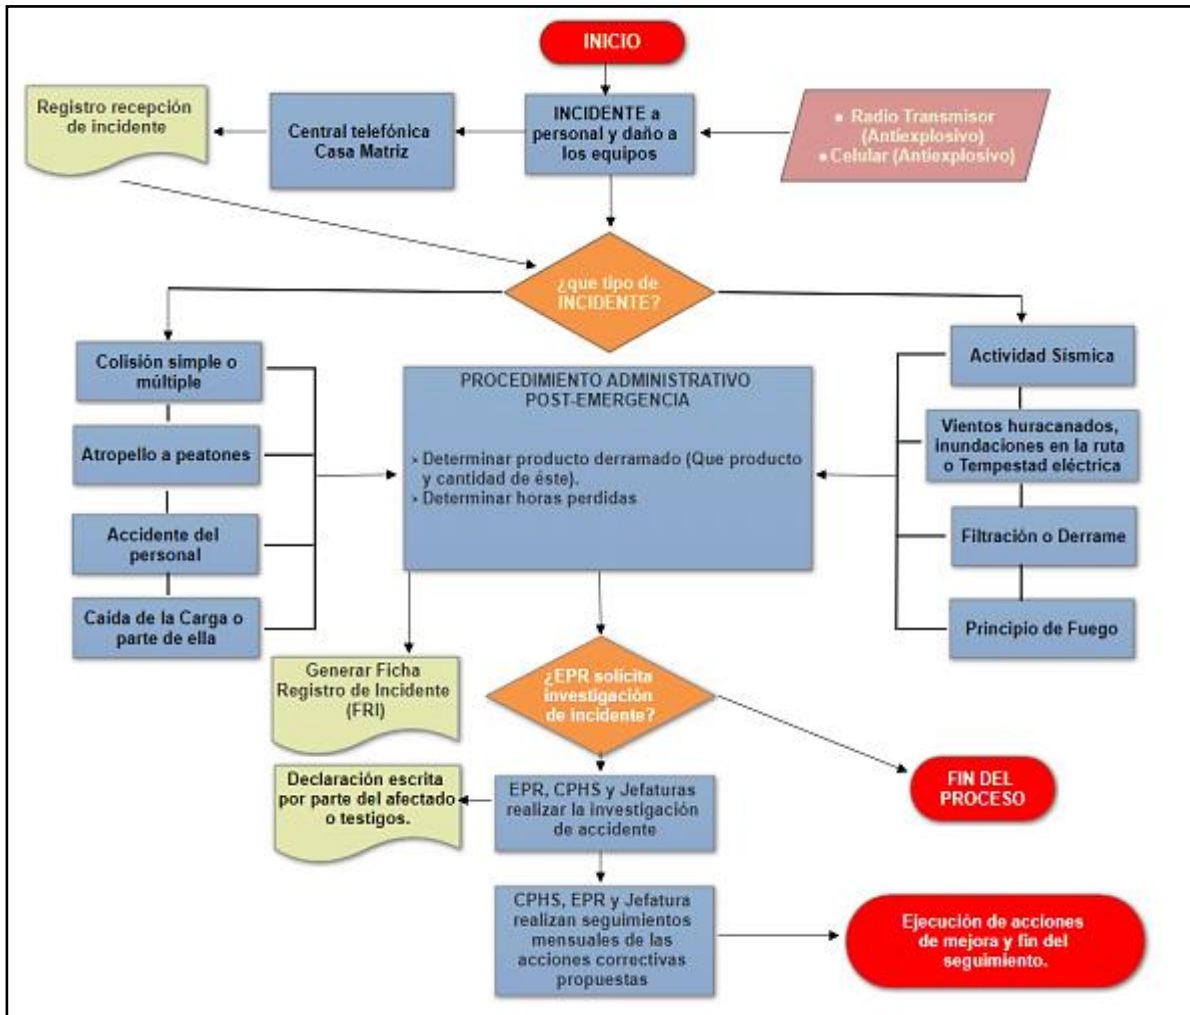 INICIO
Registro recepción
de incidente
Central telefónica
Casa Matriz
INCIDENTE a
personal y daño a
los equipos
● Radio Transmisor
(Antiexplosivo)
● Celular (Antiexplosivo)
¿que tipo de
INCIDENTE?
Colisión simple o
múltiple
Atropello a peatones
Accidente del
personal
Caída de la Carga o
parte de ella
PROCEDIMIENTO ADMINISTRATIVO
POST-EMERGENCIA
› Determinar producto derramado (Que producto
y cantidad de éste).
› Determinar horas perdidas
Actividad Sísmica
Vientos huracanados,
inundaciones en la ruta
o Tempestad eléctrica
Filtración o Derrame
Principio de Fuego
Generar Ficha
Registro de Incidente
(FRI)
¿EPR solicita
investigación
de incidente?
FIN DEL
PROCESO
Declaración escrita
por parte del afectado
o testigos.
EPR, CPHS y Jefaturas
realizar la investigación
de accidente
CPHS, EPR y Jefatura
realizan seguimientos
mensuales de las
acciones correctivas
propuestas
Ejecución de acciones
de mejora y fin del
seguimiento.